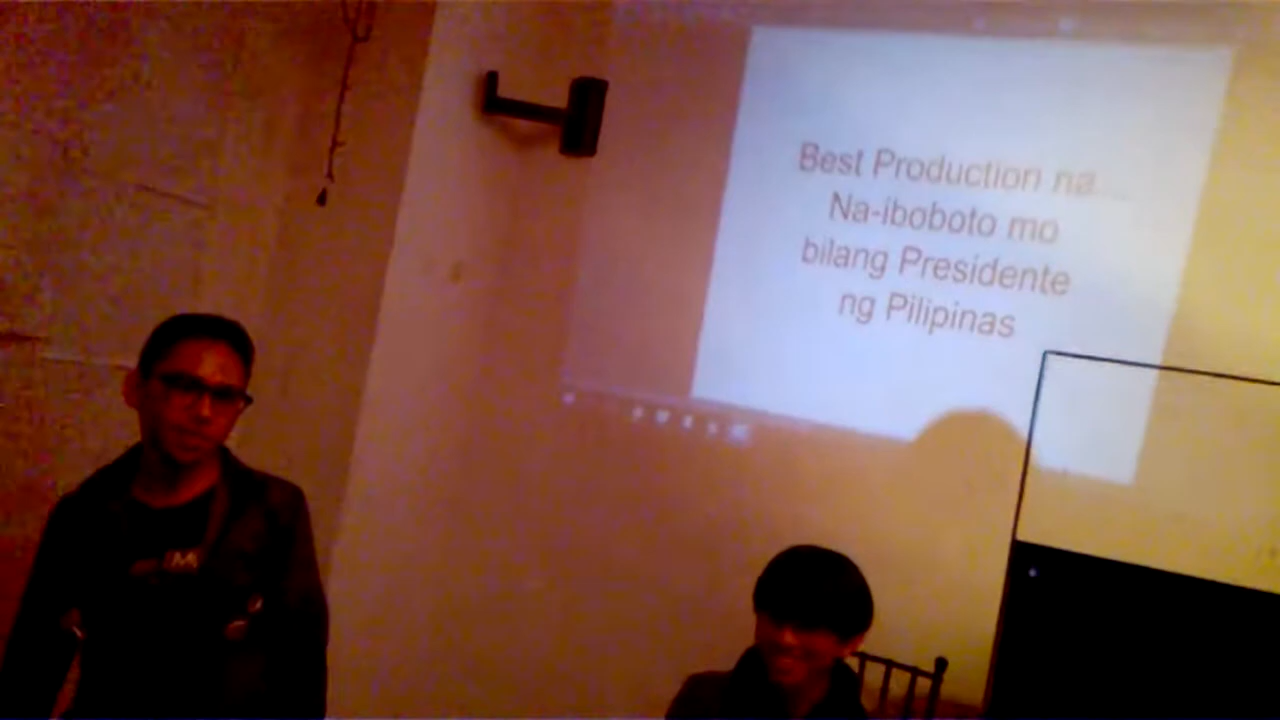 Best Production na...
Na-iboboto mo
bilang Presidente
ng Pilipinas